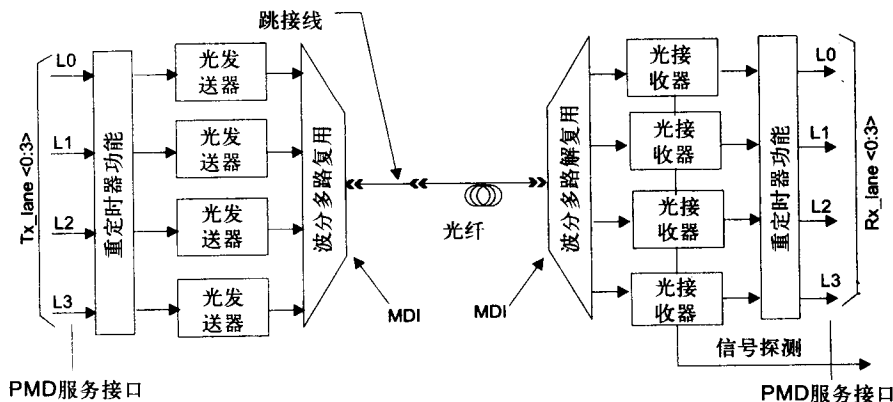 跳接线
Tx_lane <0:3>
L0
L1
L2
L3
重定时器功能
光发
送器
光发
送器
光发
送器
光发
送器
波分多路复用
MDI
光纤
MDI
波分多路解复用
光接
收器
光接
收器
光接
收器
光接
收器
重定时器功能
L0
L1
L2
L3
Rx_lane <0:3>
信号探测
PMD服务接口
PMD服务接口